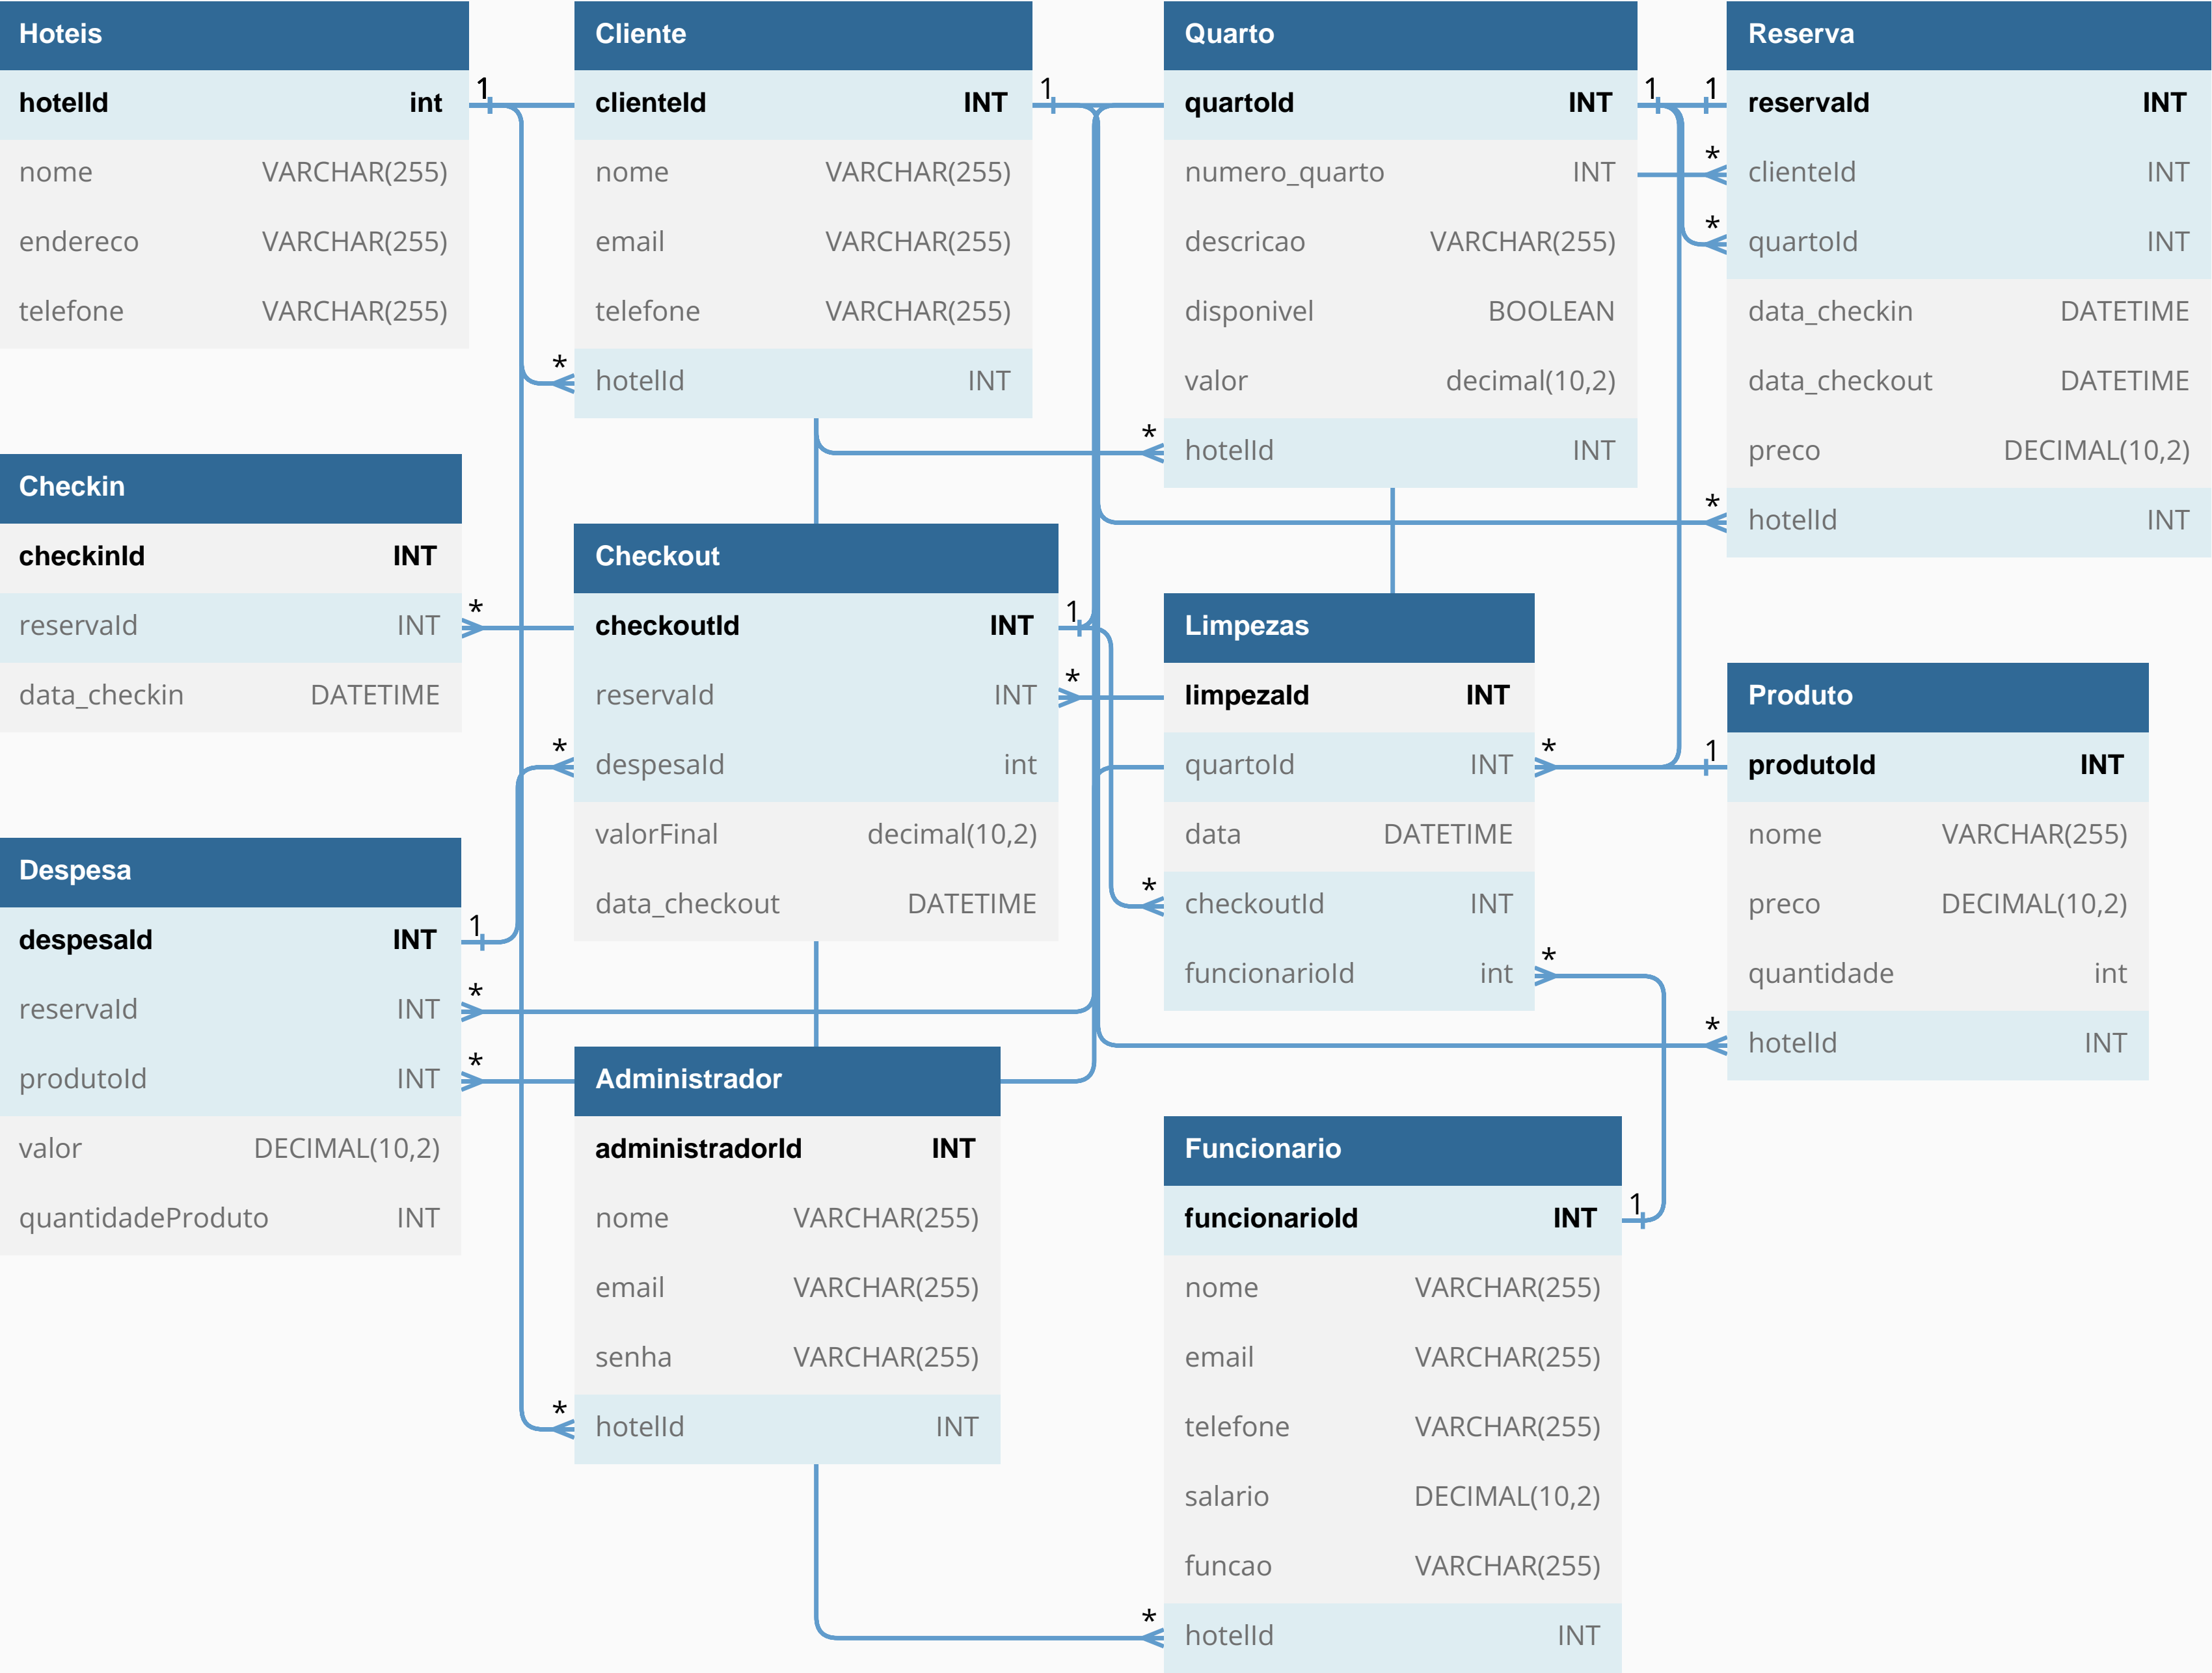 Hoteis
hotelId int
nome VARCHAR(255)
endereco VARCHAR(255)
telefone VARCHAR(255)
1
Cliente
clienteId INT
nome VARCHAR(255)
email VARCHAR(255)
telefone VARCHAR(255)
* hotelId INT
1
Quarto
quartoId INT
numero_quarto INT
descricao VARCHAR(255)
disponivel BOOLEAN
valor decimal(10,2)
* hotelId INT
1
Reserva
1 reservaId INT
* clienteId INT
* quartoId INT
data_checkin DATETIME
data_checkout DATETIME
preco DECIMAL(10,2)
* hotelId INT
Checkin
checkinId INT
reservaId INT *
data_checkin DATETIME
Checkout
checkoutId INT 1
reservaId INT *
* despesaId int
valorFinal decimal(10,2)
data_checkout DATETIME
Limpezas
limpezaId INT
quartoId INT *
data DATETIME
* checkoutId INT
funcionarioId int *
Produto
1 produtoId INT
nome VARCHAR(255)
preco DECIMAL(10,2)
quantidade int
* hotelId INT
Despesa
despesaId INT 1
reservaId INT *
produtoId INT *
valor DECIMAL(10,2)
quantidadeProduto INT
Administrador
administradorId INT
nome VARCHAR(255)
email VARCHAR(255)
senha VARCHAR(255)
* hotelId INT
Funcionario
funcionarioId INT 1
nome VARCHAR(255)
email VARCHAR(255)
telefone VARCHAR(255)
salario DECIMAL(10,2)
funcao VARCHAR(255)
* hotelId INT